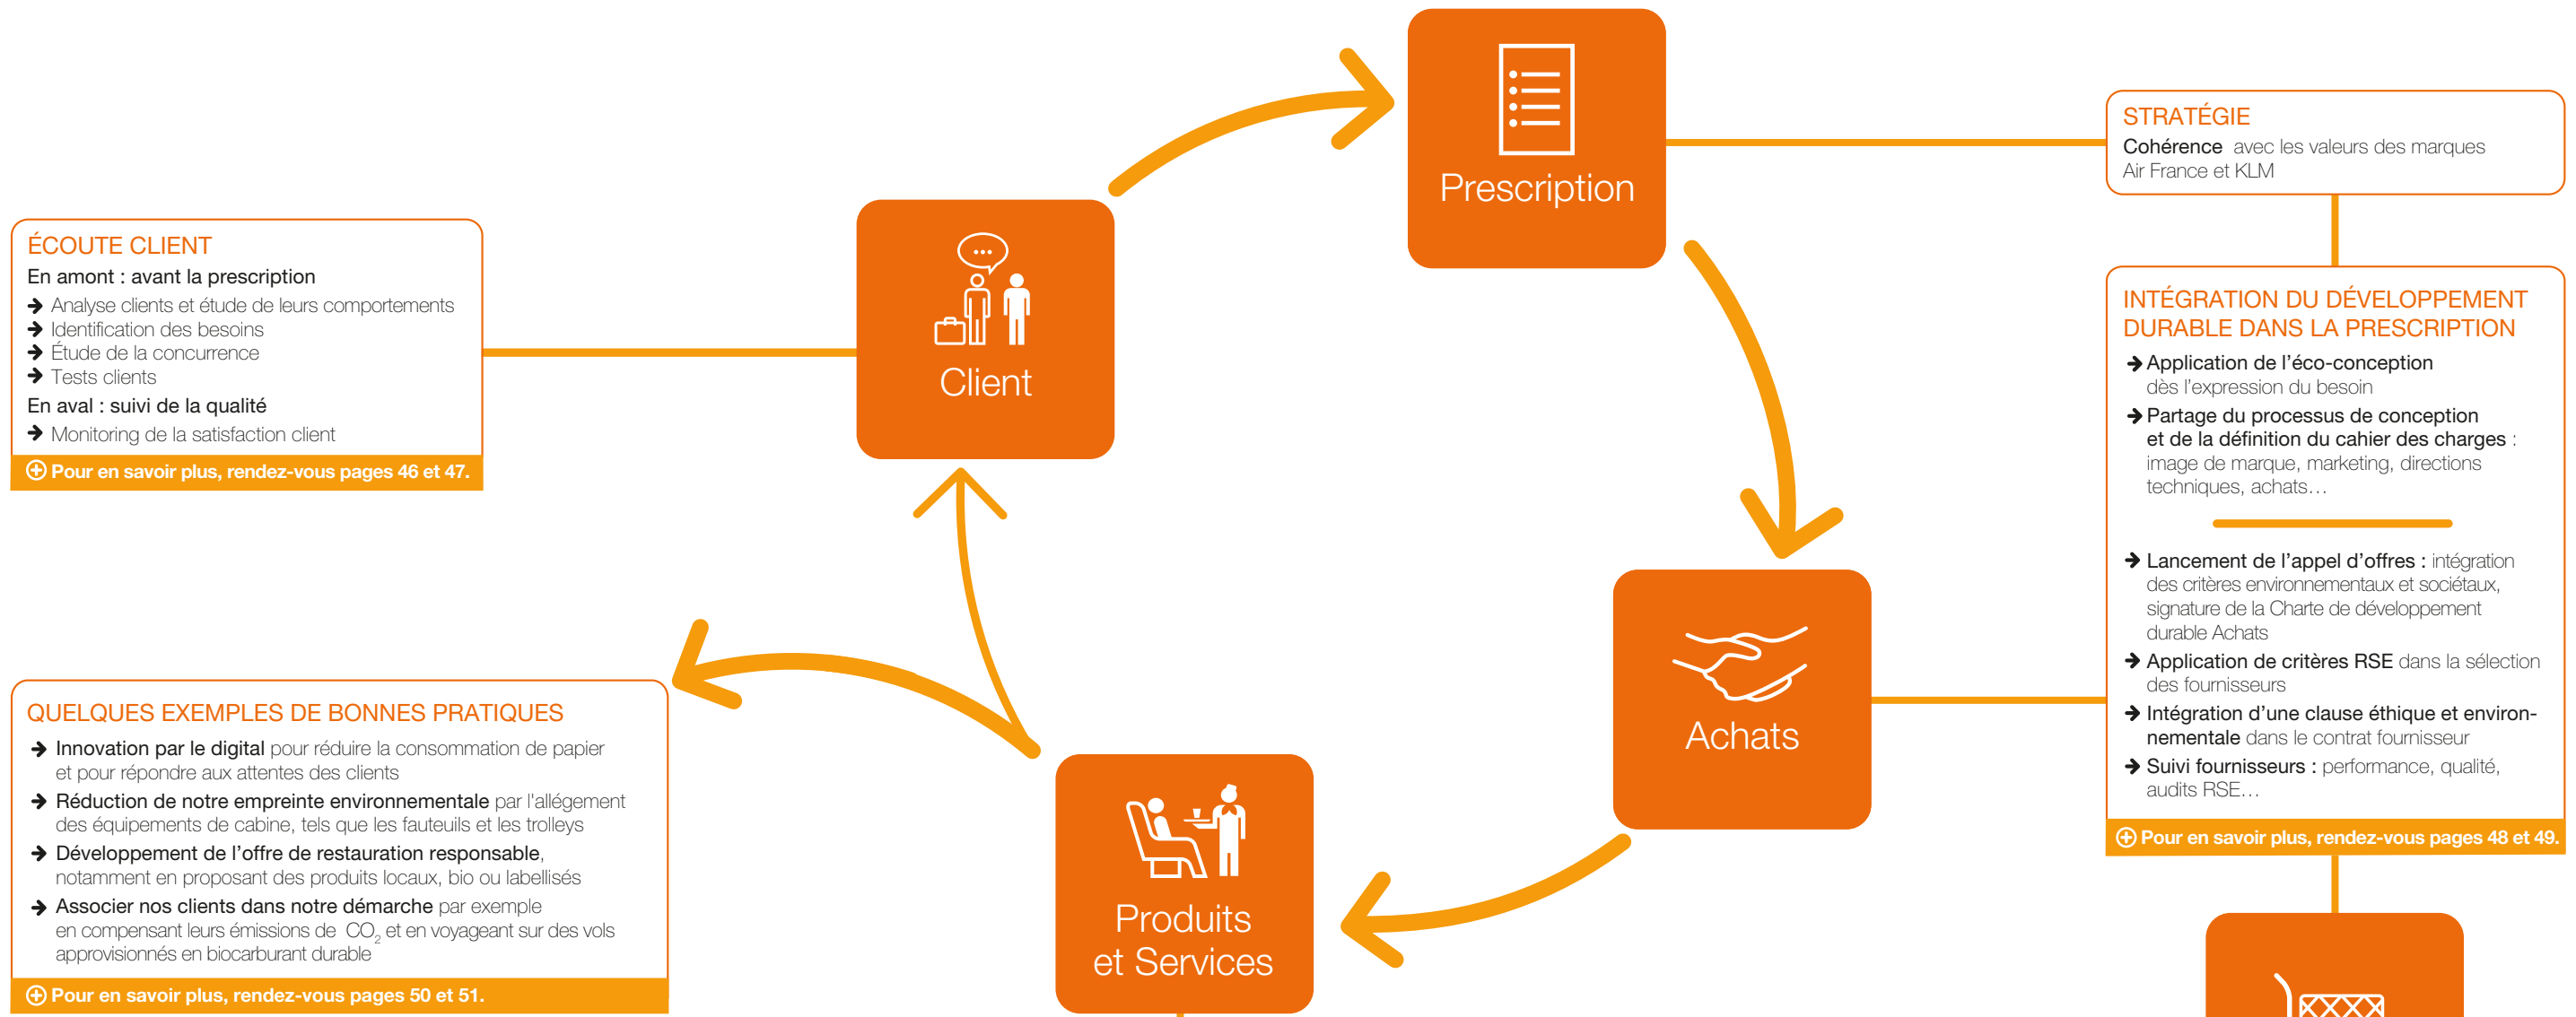 Prescription
STRATÉGIE
Cohérence avec les valeurs des marques
Air France et KLM
ÉCOUTE CLIENT
En amont : avant la prescription
➔ Analyse clients et étude de leurs comportements
➔ Identification des besoins
➔ Étude de la concurrence
➔ Tests clients
En aval : suivi de la qualité
➔ Monitoring de la satisfaction client
Pour en savoir plus, rendez-vous pages 46 et 47.
Client
INTÉGRATION DU DÉVELOPPEMENT
DURABLE DANS LA PRESCRIPTION
➔ Application de l’éco-conception
dès l’expression du besoin
➔ Partage du processus de conception
et de la définition du cahier des charges :
image de marque, marketing, directions
techniques, achats…
➔ Lancement de l’appel d’offres : intégration
des critères environnementaux et sociétaux,
signature de la Charte de développement
durable Achats
➔ Application de critères RSE dans la sélection
des fournisseurs
➔ Intégration d’une clause éthique et environ-
nementale dans le contrat fournisseur
➔ Suivi fournisseurs : performance, qualité,
audits RSE…
Pour en savoir plus, rendez-vous pages 48 et 49.
Achats
QUELQUES EXEMPLES DE BONNES PRATIQUES
➔ Innovation par le digital pour réduire la consommation de papier
et pour répondre aux attentes des clients
➔ Réduction de notre empreinte environnementale par l'allégement
des équipements de cabine, tels que les fauteuils et les trolleys
➔ Développement de l’offre de restauration responsable,
notamment en proposant des produits locaux, bio ou labellisés
➔ Associer nos clients dans notre démarche par exemple
en compensant leurs émissions de CO2 et en voyageant sur des vols
approvisionnés en biocarburant durable
Pour en savoir plus, rendez-vous pages 50 et 51.
Produits
et Services